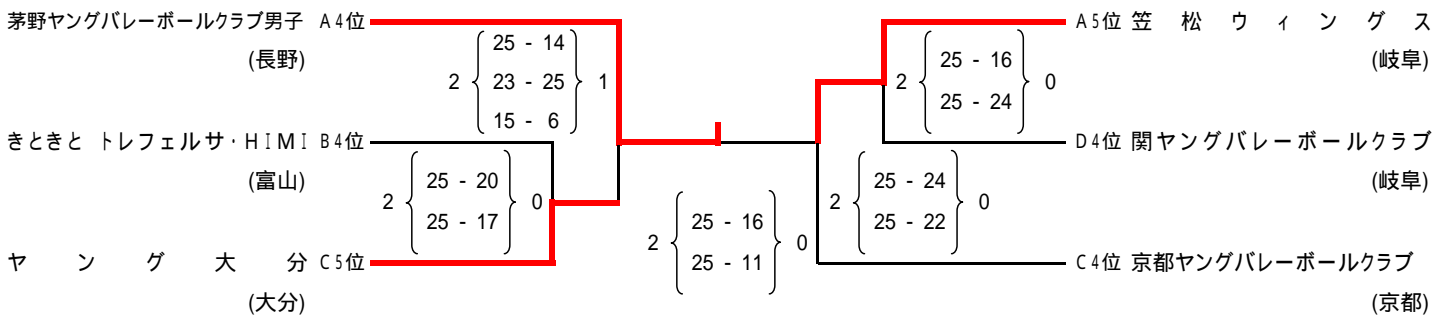 茅野ヤングバレーボールクラブ男子 A4位
(長野)
2 25 - 14 1
23 - 25
15 - 6
きときと トレフェルサ・HIMI B4位
(富山)
2 25 - 20 0
25 - 17
ヤング大分 C5位
(大分)
2 25 - 16 0
25 - 11
A5位 笠松ウィングス
(岐阜)
2 25 - 16 0
25 - 24
D4位 関ヤングバレーボールクラブ
(岐阜)
2 25 - 24 0
25 - 22
C4位 京都ヤングバレーボールクラブ
(京都)